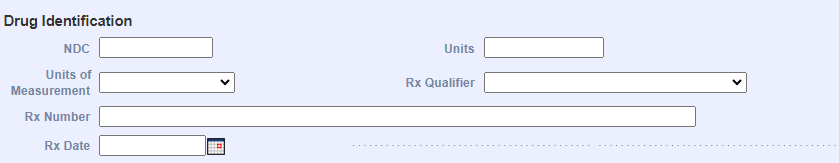 Drug Identification
NDC
Units
Units of
Measurement
Rx Qualifier
Rx Number
Rx Date